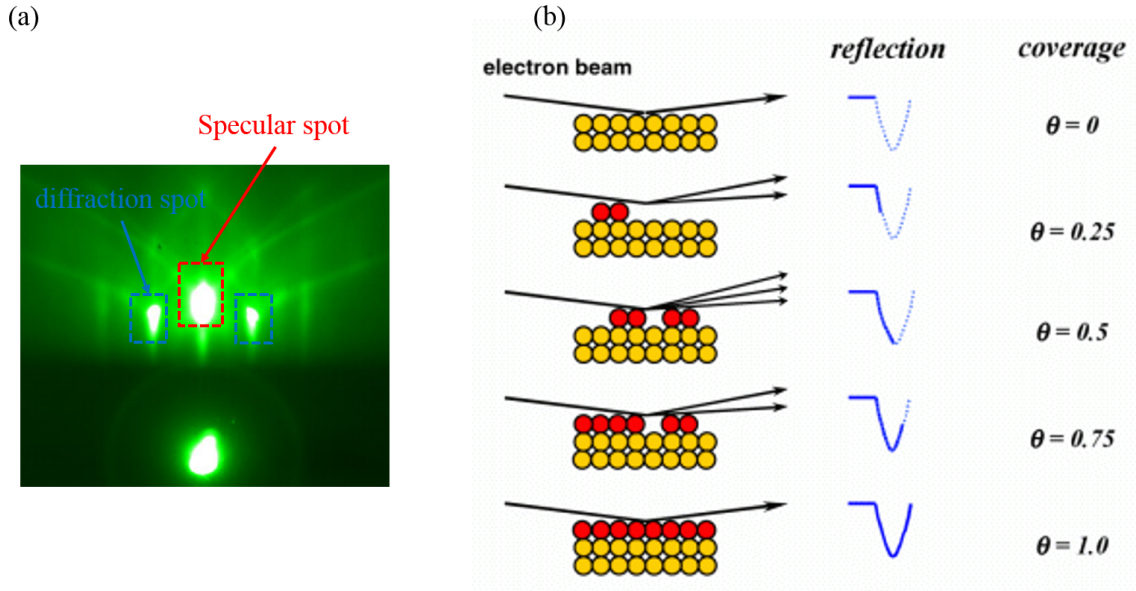 (a)
Specular spot
diffraction spot
(b)
electron beam
reflection
coverage
θ = 0
θ = 0.25
θ = 0.5
θ = 0.75
θ = 1.0